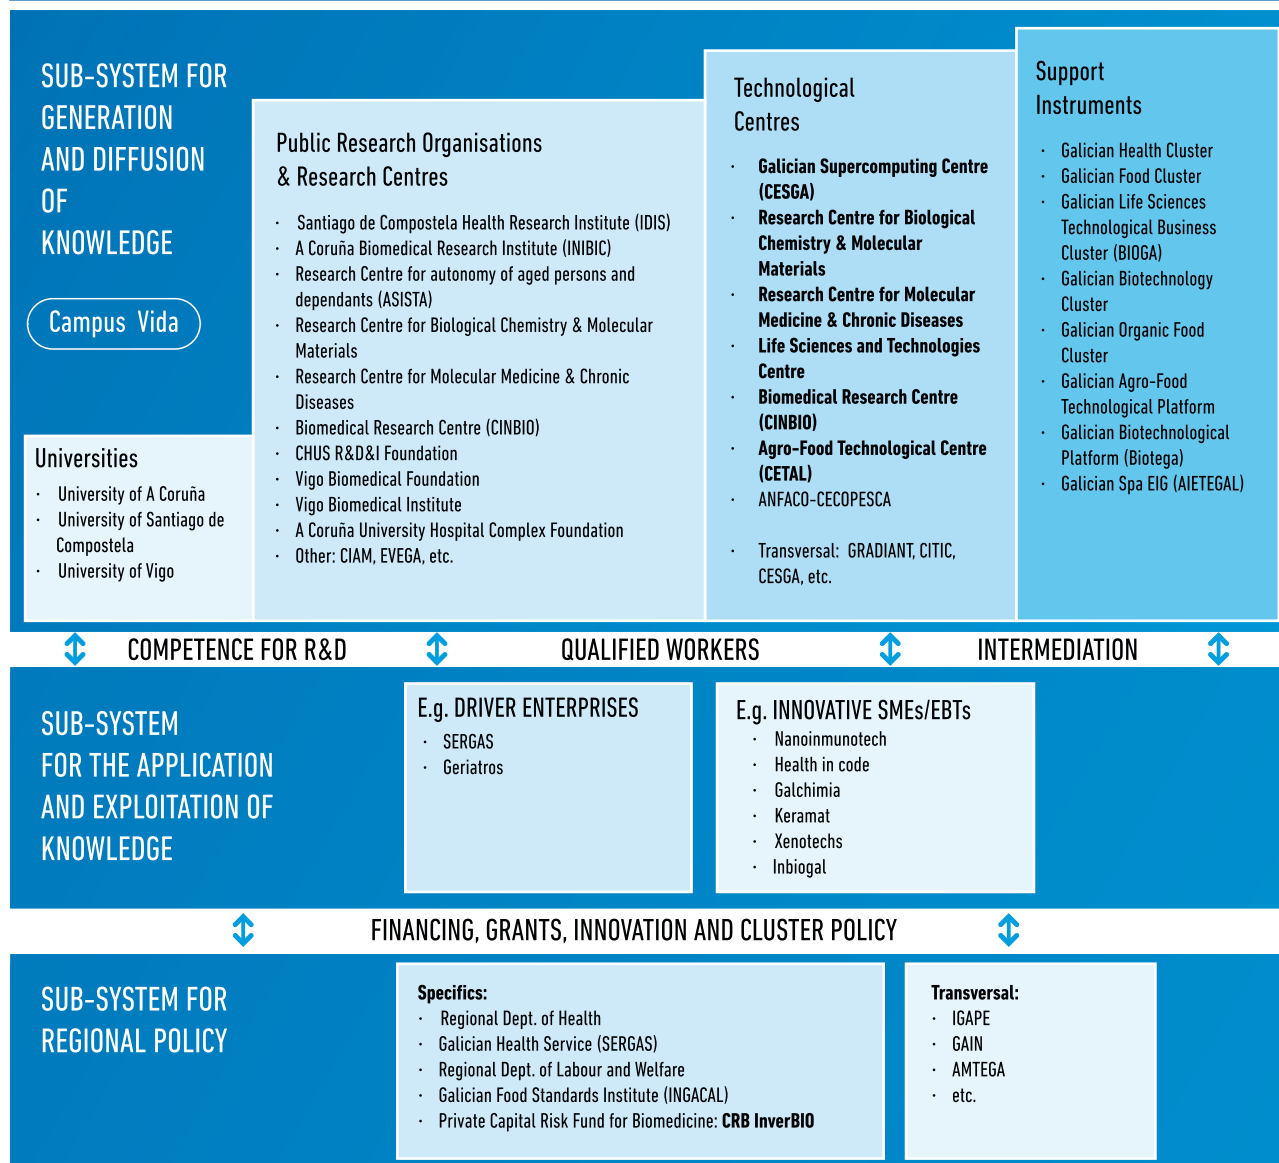 SUB-SYSTEM FOR
GENERATION
AND DIFFUSION
OF
KNOWLEDGE
Campus Vida
Universities
· University of A Coruña
· University of Santiago de
Compostela
· University of Vigo
Public Research Organisations
& Research Centres
· Santiago de Compostela Health Research Institute (IDIS)
· A Coruña Biomedical Research Institute (INIBIC)
· Research Centre for autonomy of aged persons and
dependants (ASISTA)
· Research Centre for Biological Chemistry & Molecular
Materials
· Research Centre for Molecular Medicine & Chronic
Diseases
· Biomedical Research Centre (CINBIO)
· CHUS R&D&I Foundation
· Vigo Biomedical Foundation
· Vigo Biomedical Institute
· A Coruña University Hospital Complex Foundation
· Other: CIAM, EVEGA, etc.
Technological
Centres
· Galician Supercomputing Centre
(CESGA)
· Research Centre for Biological
Chemistry & Molecular
Materials
· Research Centre for Molecular
Medicine & Chronic Diseases
· Life Sciences and Technologies
Centre
· Biomedical Research Centre
(CINBIO)
· Agro-Food Technological Centre
(CETAL)
· ANFACO-CECOPESCA
· Transversal: GRADIANT, CITIC,
CESGA, etc.
Support
Instruments
· Galician Health Cluster
· Galician Food Cluster
· Galician Life Sciences
Technological Business
Cluster (BIOGA)
· Galician Biotechnology
Cluster
· Galician Organic Food
Cluster
· Galician Agro-Food
Technological Platform
· Galician Biotechnological
Platform (Biotega)
· Galician Spa EIG (AIETEGAL)
COMPETENCE FOR R&D
QUALIFIED WORKERS
INTERMEDIATION
SUB-SYSTEM
FOR THE APPLICATION
AND EXPLOITATION OF
KNOWLEDGE
E.g. DRIVER ENTERPRISES
· SERGAS
· Geriatros
E.g. INNOVATIVE SMEs/EBTs
· Nanoinmunotech
· Health in code
· Galchimia
· Keramat
· Xenotechs
· Inbiogal
FINANCING, GRANTS, INNOVATION AND CLUSTER POLICY
SUB-SYSTEM FOR
REGIONAL POLICY
Specifics:
· Regional Dept. of Health
· Galician Health Service (SERGAS)
· Regional Dept. of Labour and Welfare
· Galician Food Standards Institute (INGACAL)
· Private Capital Risk Fund for Biomedicine: CRB InverBIO
Transversal:
· IGAPE
· GAIN
· AMTEGA
· etc.